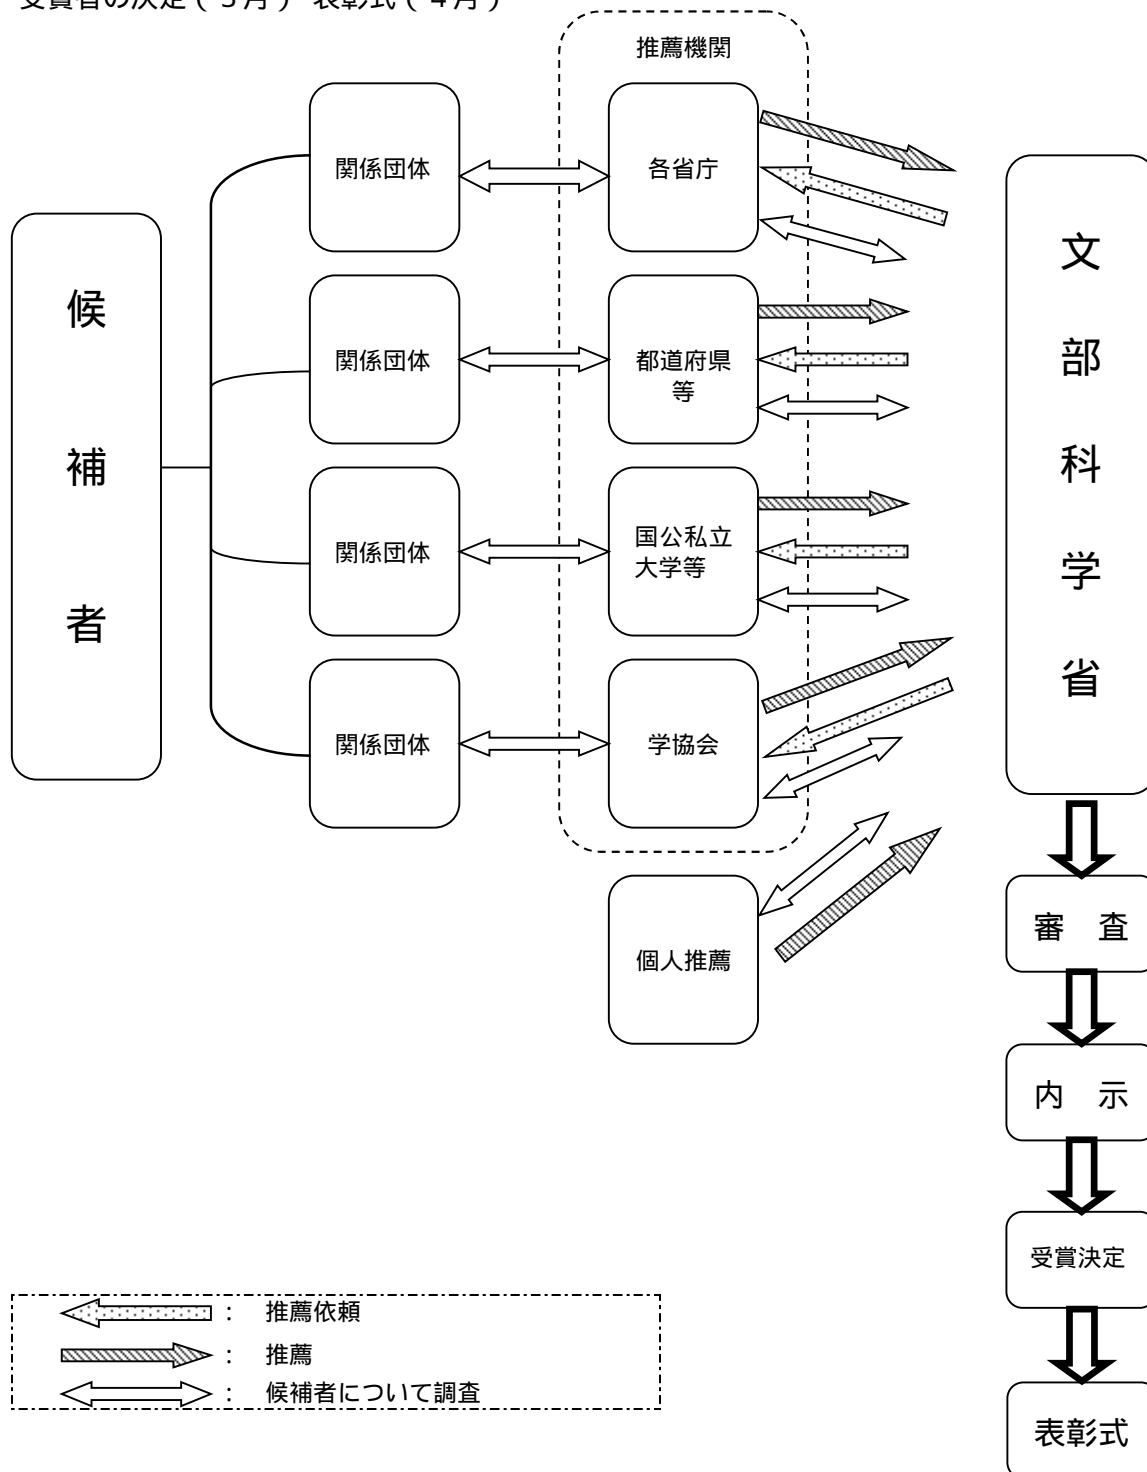 受賞者の決定(3月) 表彰式(4月)
推薦機関
関係団体
各省庁
候補者
関係団体
都道府県
等
関係団体
国公私立
大学等
関係団体
学協会
個人推薦
文部科学省
審 査
内 示
受賞決定
表彰式
: 推薦依頼
: 推薦
: 候補者について調査